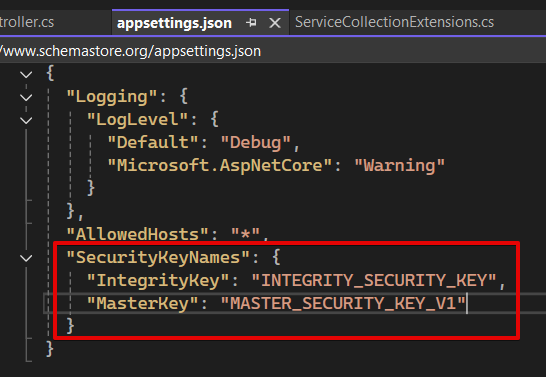 troller.cs
appsettings.json
ServiceCollectionExtensions.cs
/www.schemastore.org/appsettings.json
{
"Logging": {
"LogLevel": {
"Default": "Debug",
"Microsoft.AspNetCore": "Warning"
}
},
"AllowedHosts": "*",
"SecurityKeyNames": {
"IntegrityKey": "INTEGRITY_SECURITY_KEY",
"MasterKey": "MASTER_SECURITY_KEY_V1"
}
}